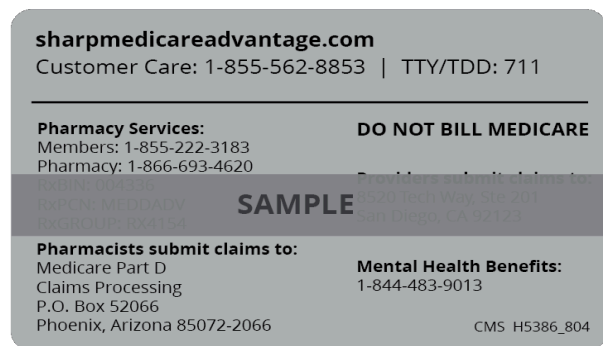 sharpmedicareadvantage.com
Customer Care: 1-855-562-8853 | TTY/TDD: 711
Pharmacy Services:
Members: 1-855-222-3183
Pharmacy: 1-866-693-4620
RxBIN: 004336
RxPCN: MEDDADV
RxGROUP: RX4154
Pharmacists submit claims to:
Medicare Part D
Claims Processing
P.O. Box 52066
Phoenix, Arizona 85072-2066
DO NOT BILL MEDICARE
Providers submit claims to:
8520 Tech Way, Ste 201
San Diego, CA 92123
SAMPLE
Mental Health Benefits:
1-844-483-9013
CMS H5386_804